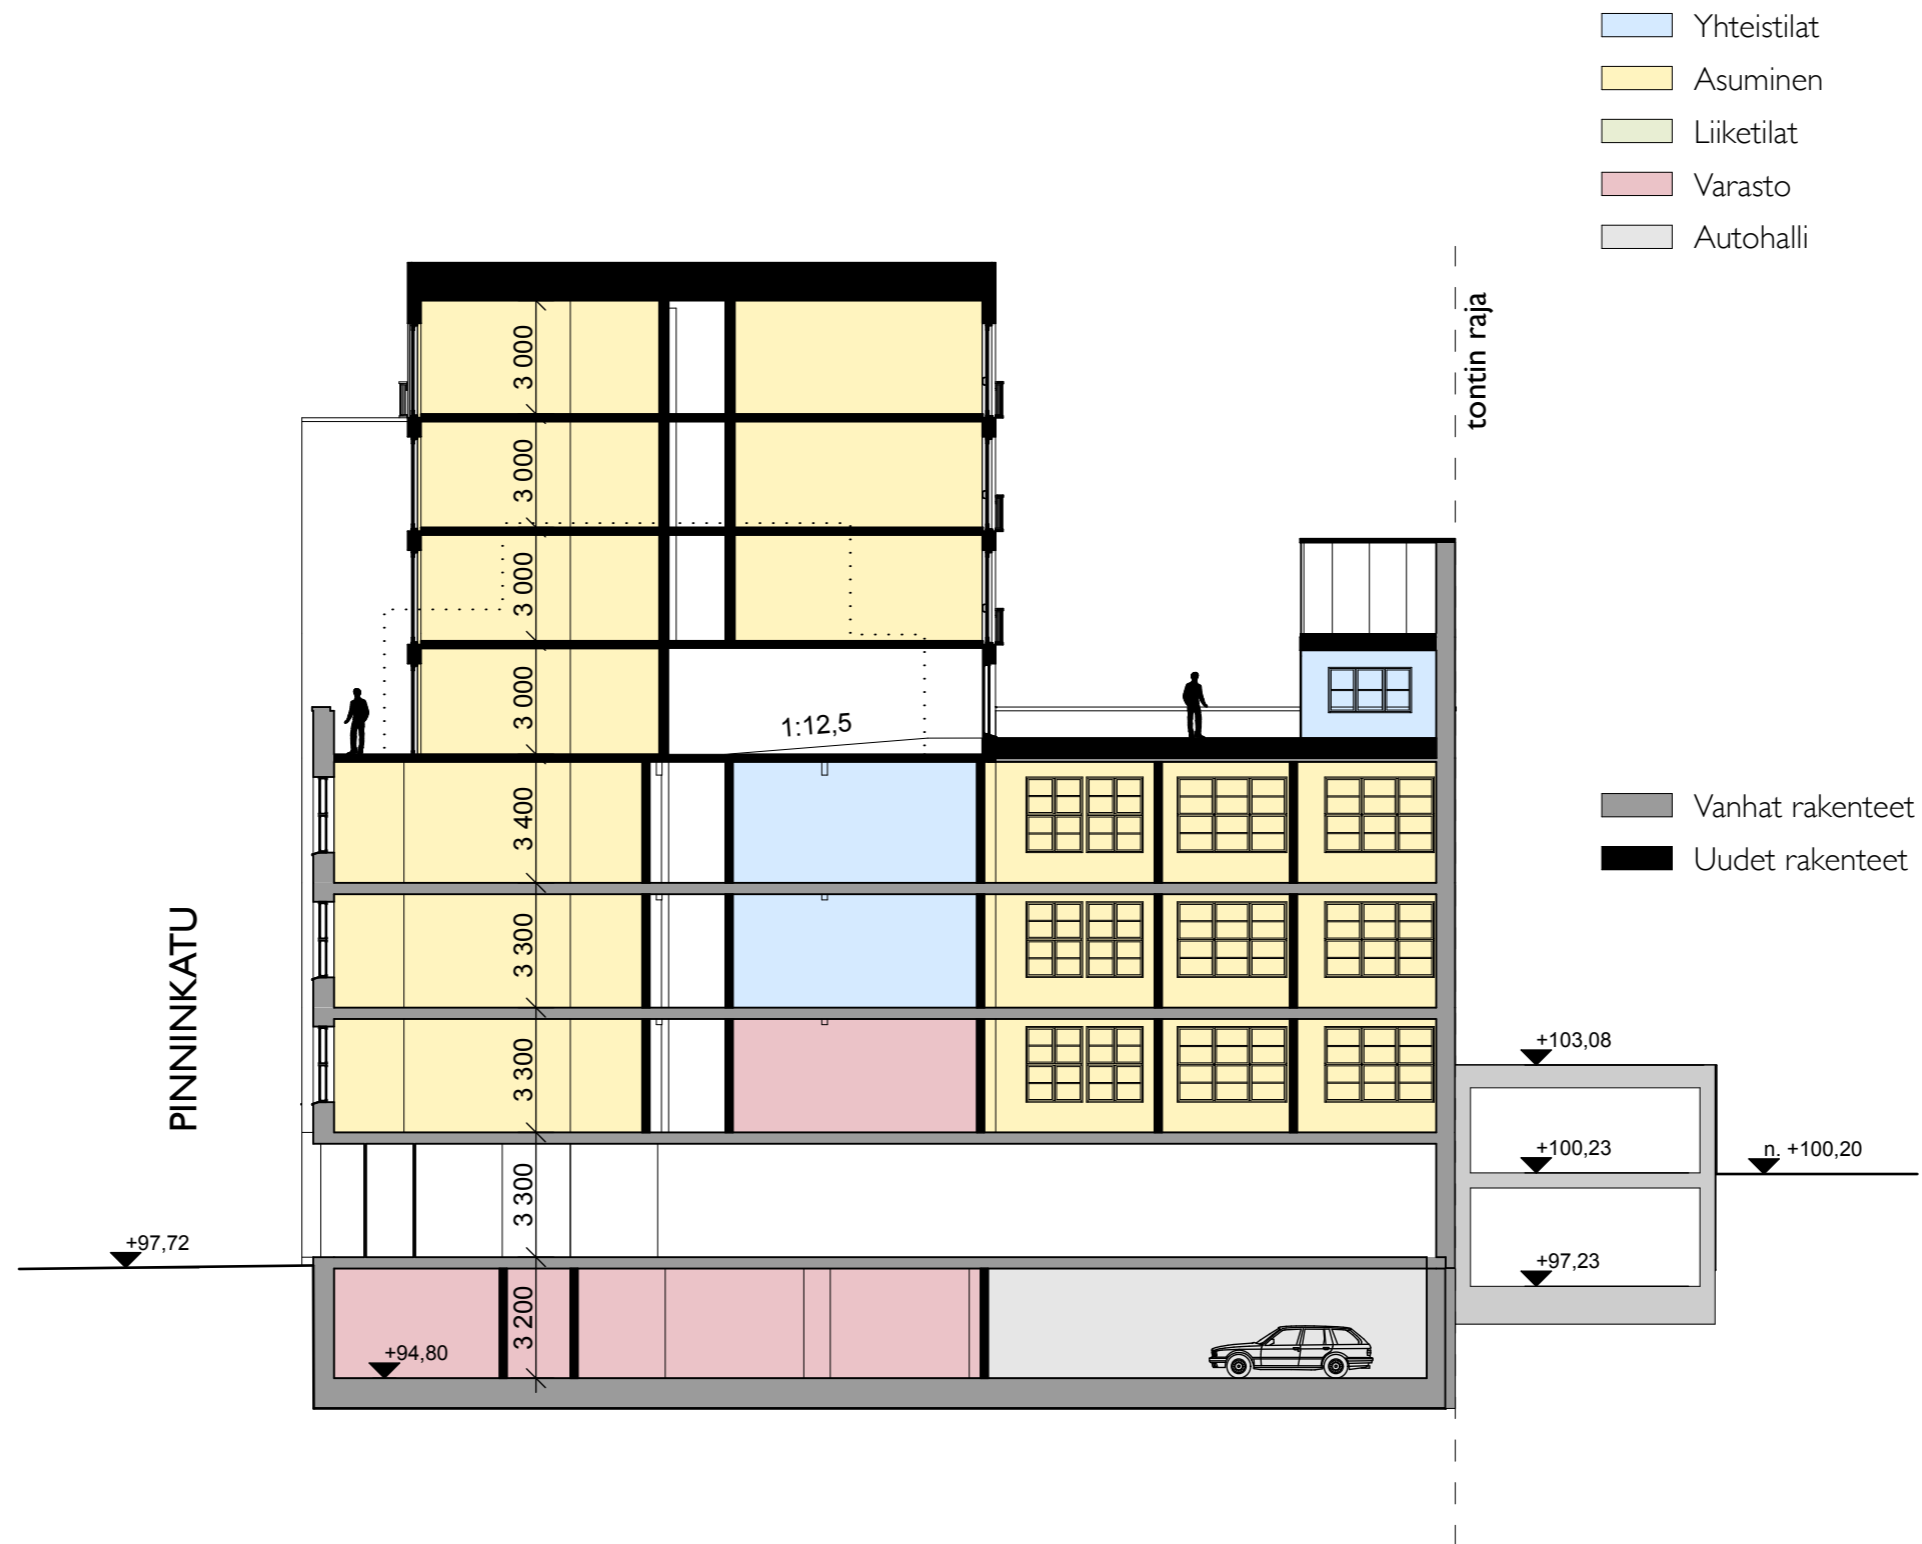 Yhteistilat
Asuminen
Liiketilat
Varasto
Autohalli
tontin raja
3 000
3 000
3 000
3 000
1:12,5
3 400
Vanhat rakenteet
Uudet rakenteet
PINNINKATU
3 300
3 300
+103,08
+100,23
n. +100,20
3 300
+97,72
+97,23
3 200
+94,80